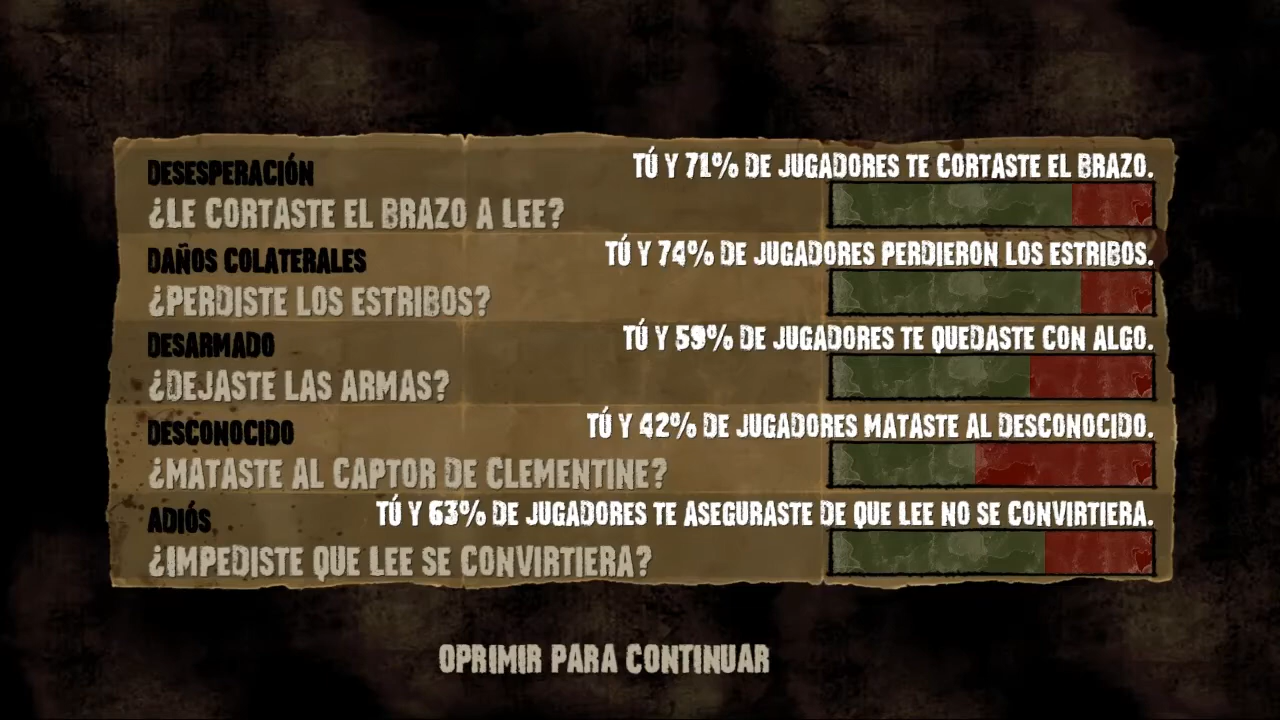 DESESPERACIÓN
TÚ Y 71% DE JUGADORES TE CORTASTE EL BRAZO.
¿LE CORTASTE EL BRAZO A LEE?
DAÑOS COLATERALES
TÚ Y 74% DE JUGADORES PERDIERON LOS ESTRIBOS.
¿PERDISTE LOS ESTRIBOS?
DESARMADO
TÚ Y 59% DE JUGADORES TE QUEDASTE CON ALGO.
¿DEJASTE LAS ARMAS?
DESCONOCIDO
TÚ Y 42% DE JUGADORES MATASTE AL DESCONOCIDO.
¿MATASTE AL CAPTOR DE CLEMENTINE?
ADIÓS
TÚ Y 63% DE JUGADORES TE ASEGURASTE DE QUE LEE NO SE CONVIRTIERA.
¿IMPEDISTE QUE LEE SE CONVIRTIERA?
OPRIMIR PARA CONTINUAR